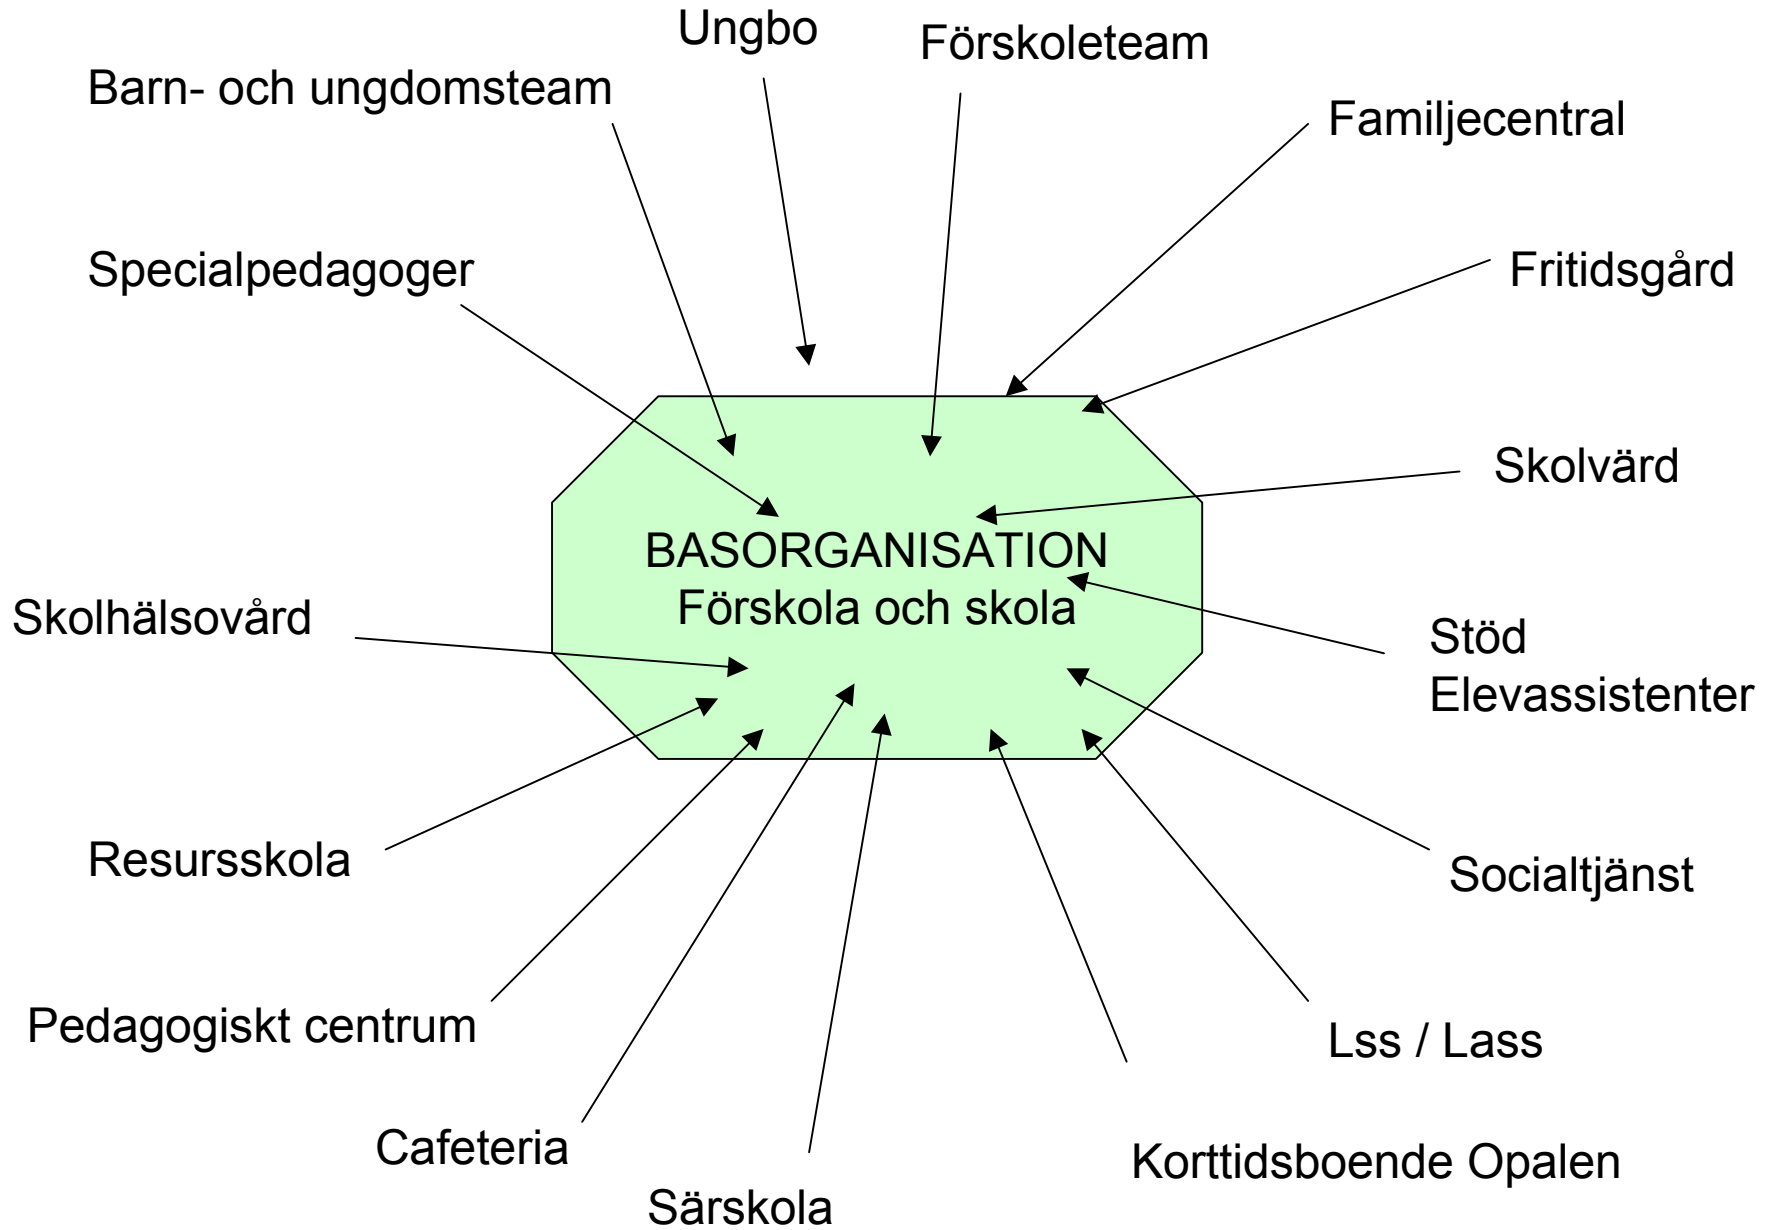 Ungbo
Förskoleteam
Barn- och ungdomsteam
Familjecentral
Specialpedagoger
Fritidsgård
Skolvärd
BASORGANISATION
Förskola och skola
Skolhälsovård
Stöd
Elevassistenter
Resursskola
Socialtjänst
Pedagogiskt centrum
Lss / Lass
Cafeteria
Korttidsboende Opalen
Särskola